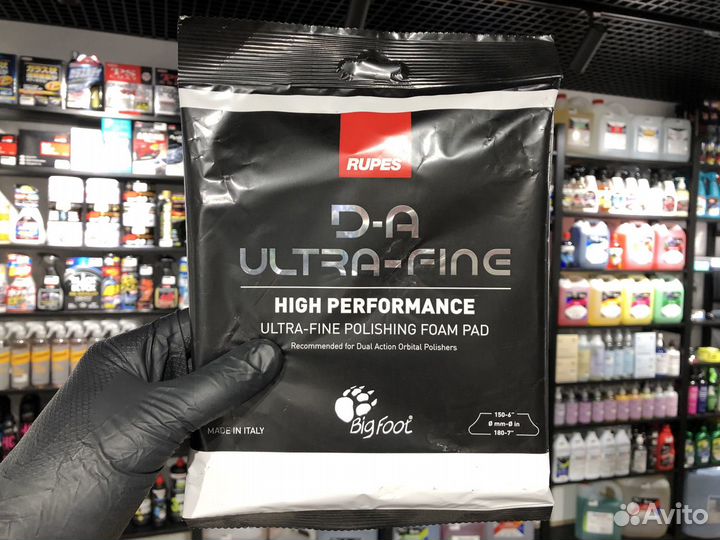 RUPES
D-A
ULTRA-FINE
HIGH PERFORMANCE
ULTRA-FINE POLISHING FOAM PAD
Recommended for Dual Action Orbital Polishers
BigFoot
MADE IN ITALY
150-6"
Ø mm-Ø in
180-7"
Avito